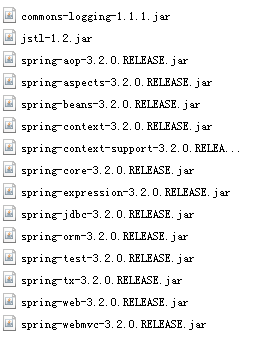 commons-logging-1.1.1.jar
jstl-1.2.jar
spring-aop-3.2.0.RELEASE.jar
spring-aspects-3.2.0.RELEASE.jar
spring-beans-3.2.0.RELEASE.jar
spring-context-3.2.0.RELEASE.jar
spring-context-support-3.2.0.RELEA...
spring-core-3.2.0.RELEASE.jar
spring-expression-3.2.0.RELEASE.jar
spring-jdbc-3.2.0.RELEASE.jar
spring-orm-3.2.0.RELEASE.jar
spring-test-3.2.0.RELEASE.jar
spring-tx-3.2.0.RELEASE.jar
spring-web-3.2.0.RELEASE.jar
spring-webmvc-3.2.0.RELEASE.jar